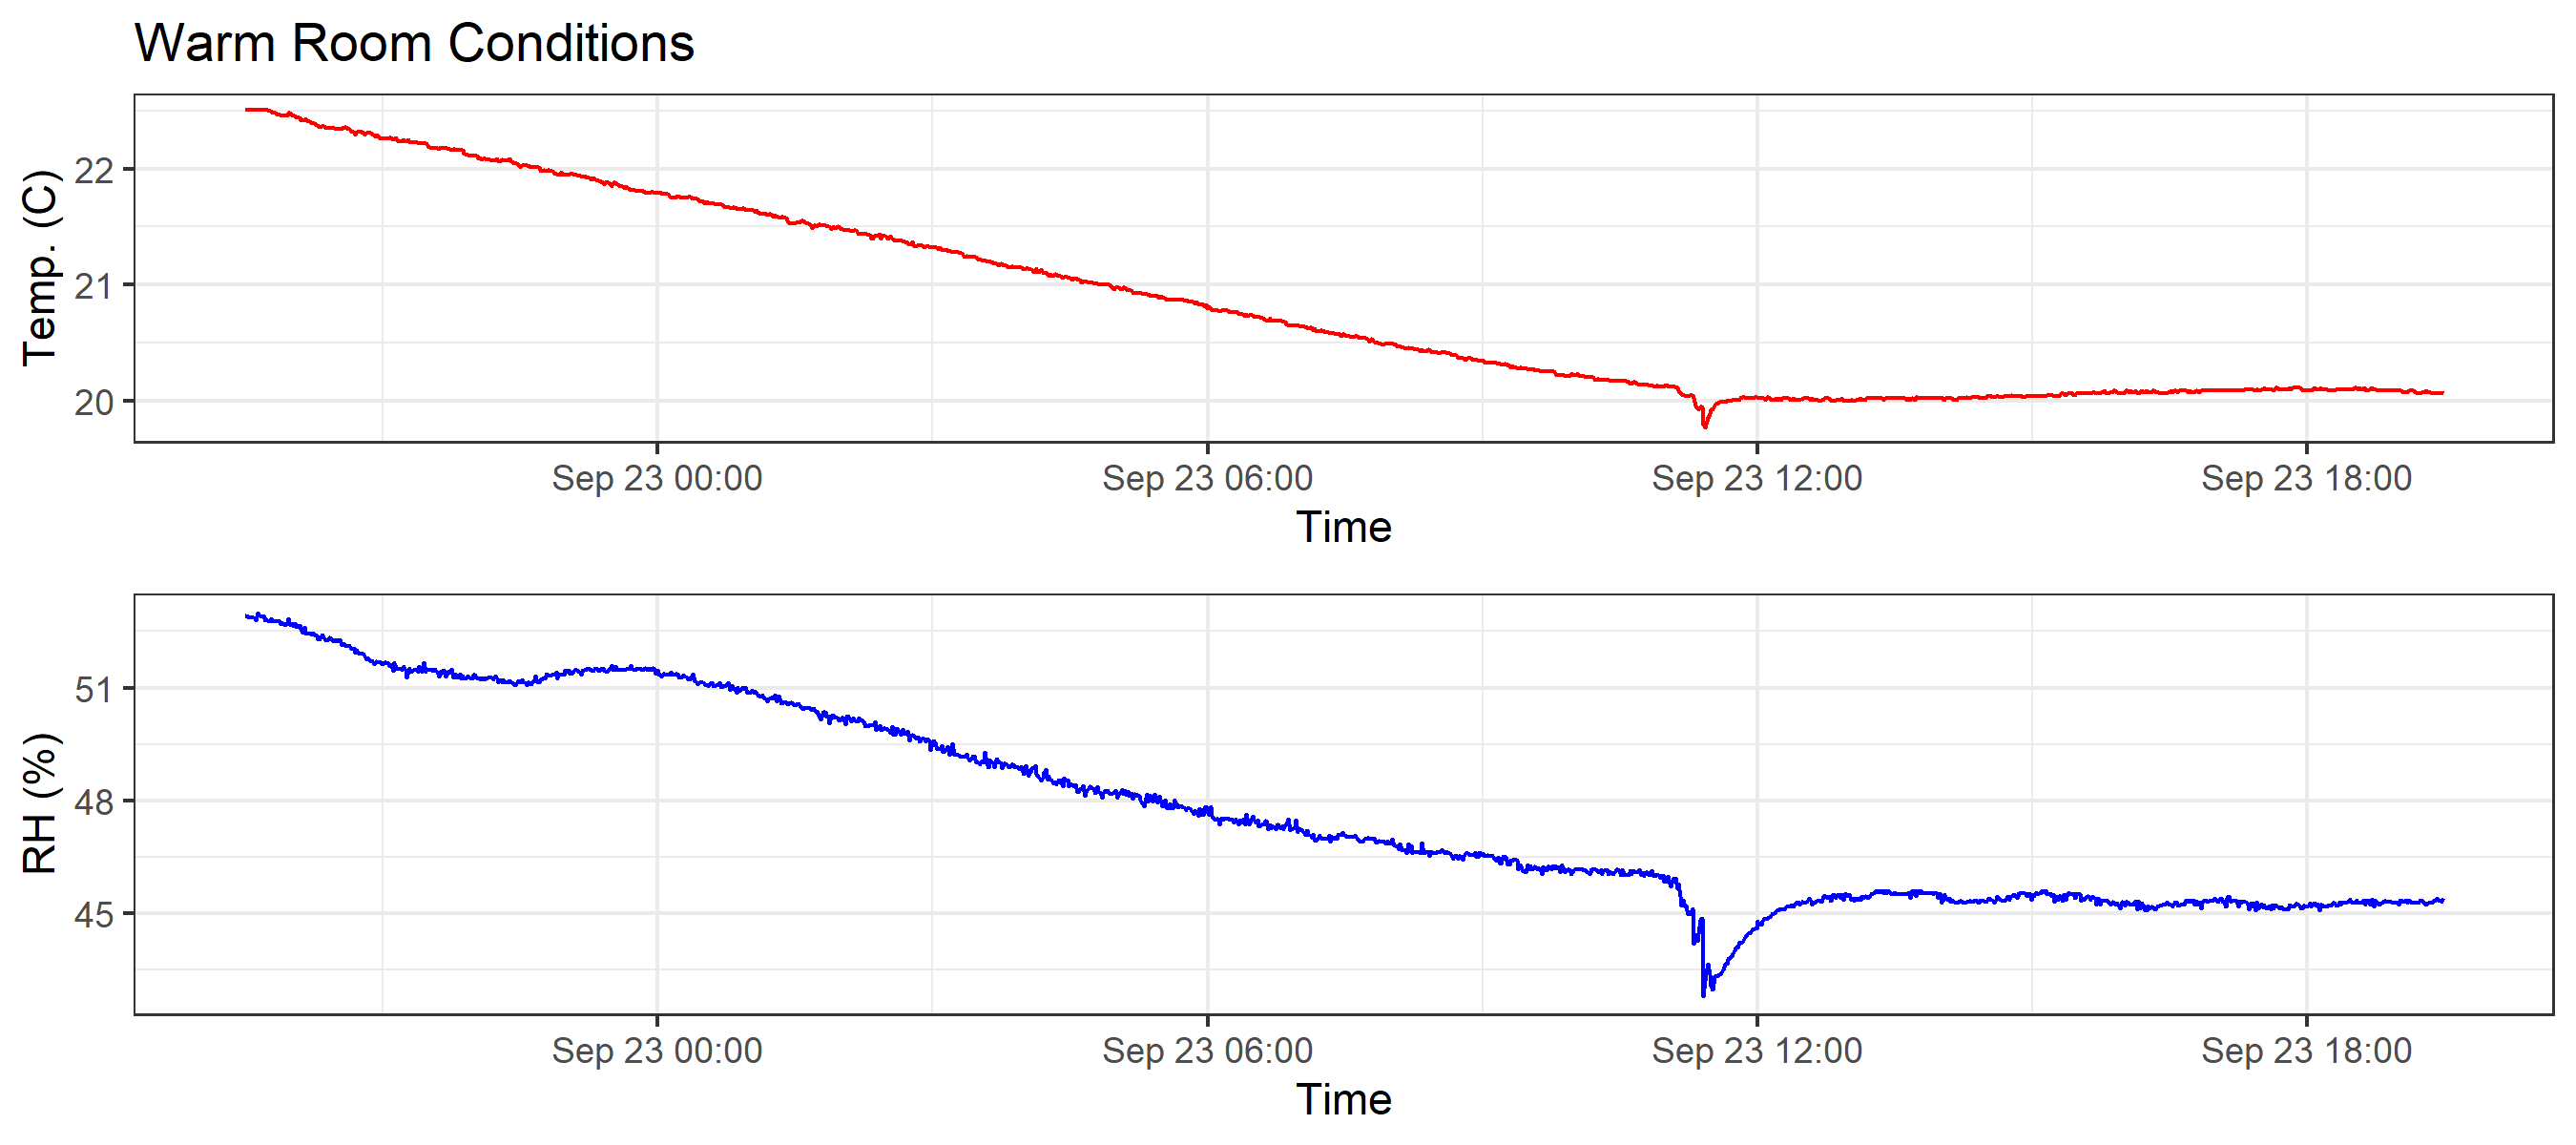 Warm Room Conditions
Temp. (C)
22
21
20
Sep 23 00:00 Sep 23 06:00 Sep 23 12:00 Sep 23 18:00
Time
RH (%)
51
48
45
Sep 23 00:00 Sep 23 06:00 Sep 23 12:00 Sep 23 18:00
Time